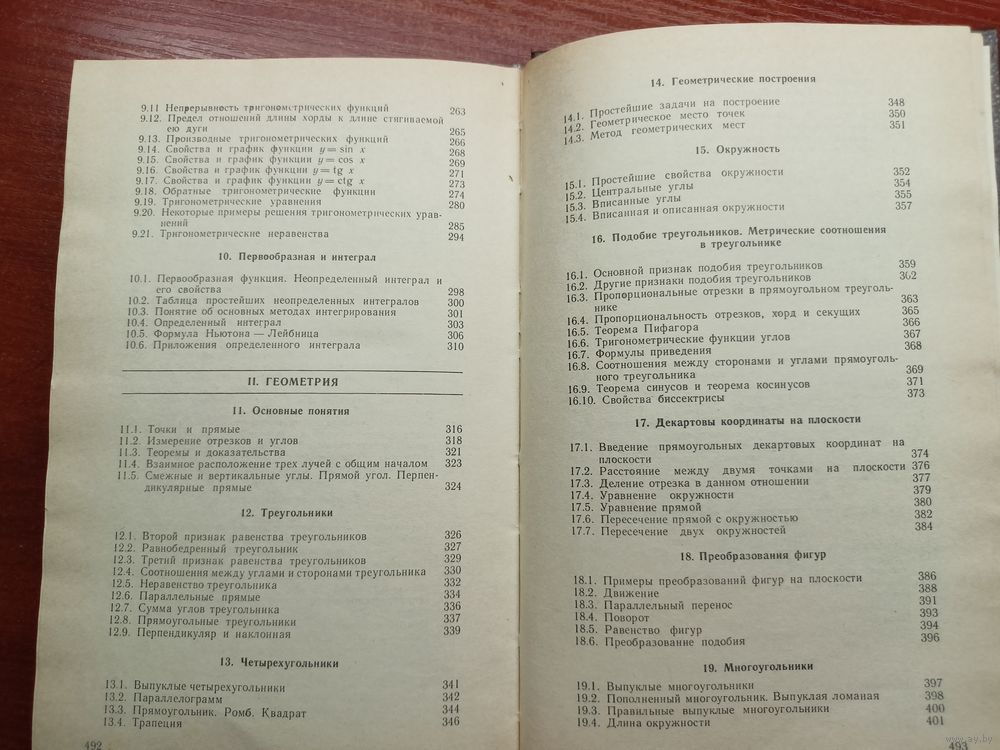 9.11 Непрерывность тригонометрических функций 263
9.12. Предел отношений длины хорды к длине стягиваемой
ею дуги 265
9.13. Производные тригонометрических функций 266
9.14. Свойства и график функции y = sin x 268
9.15. Свойства и график функции y = cos x 269
9.16. Свойства и график функции y = tg x 271
9.17. Свойства и график функции y = ctg x 273
9.18. Обратные тригонометрические функции 274
9.19. Тригонометрические уравнения 280
9.20. Некоторые примеры решения тригонометрических урав-
нений 285
9.21. Тригонометрические неравенства 294
10. Первообразная и интеграл
10.1. Первообразная функция. Неопределенный интеграл и
его свойства 298
10.2. Таблица простейших неопределенных интегралов 300
10.3. Понятие об основных методах интегрирования 301
10.4. Определенный интеграл 303
10.5. Формула Ньютона — Лейбница 306
10.6. Приложения определенного интеграла 310
II. ГЕОМЕТРИЯ
11. Основные понятия
11.1. Точки и прямые 316
11.2. Измерение отрезков и углов 318
11.3. Теоремы и доказательства 321
11.4. Взаимное расположение трех лучей с общим началом 323
11.5. Смежные и вертикальные углы. Прямой угол. Перпен-
дикулярные прямые 324
12. Треугольники
12.1. Второй признак равенства треугольников 326
12.2. Равнобедренный треугольник 327
12.3. Третий признак равенства треугольников 329
12.4. Соотношения между углами и сторонами треугольника 330
12.5. Неравенство треугольника 332
12.6. Параллельные прямые 334
12.7. Сумма углов треугольника 336
12.8. Прямоугольные треугольники 337
12.9. Перпендикуляр и наклонная 339
13. Четырехугольники
13.1. Выпуклые четырехугольники 341
13.2. Параллелограмм 342
13.3. Прямоугольник. Ромб. Квадрат 344
13.4. Трапеция 346
492
14. Геометрические построения
14.1. Простейшие задачи на построение 348
14.2. Геометрическое место точек 350
14.3. Метод геометрических мест 351
15. Окружность
15.1. Простейшие свойства окружности 352
15.2. Центральные углы 354
15.3. Вписанные углы 355
15.4. Вписанная и описанная окружности 357
16. Подобие треугольников. Метрические соотношения
в треугольнике
16.1. Основной признак подобия треугольников 359
16.2. Другие признаки подобия треугольников 362
16.3. Пропорциональные отрезки в прямоугольном треуголь-
нике 363
16.4. Пропорциональность отрезков, хорд и секущих 365
16.5. Теорема Пифагора 366
16.6. Тригонометрические функции углов 367
16.7. Формулы приведения 368
16.8. Соотношения между сторонами и углами прямоуголь-
ного треугольника 369
16.9. Теорема синусов и теорема косинусов 371
16.10. Свойства биссектрисы 373
17. Декартовы координаты на плоскости
17.1. Введение прямоугольных декартовых координат на
плоскости 374
17.2. Расстояние между двумя точками на плоскости 376
17.3. Деление отрезка в данном отношении 377
17.4. Уравнение окружности 379
17.5. Уравнение прямой 380
17.6. Пересечение прямой с окружностью 382
17.7. Пересечение двух окружностей 384
18. Преобразования фигур
18.1. Примеры преобразований фигур на плоскости 386
18.2. Движение 388
18.3. Параллельный перенос 391
18.4. Поворот 393
18.5. Равенство фигур 394
18.6. Преобразование подобия 396
19. Многоугольники
19.1. Выпуклые многоугольники 397
19.2. Пополненный многоугольник. Выпуклая ломаная 398
19.3. Правильные выпуклые многоугольники 400
19.4. Длина окружности 401
493
www.ay.by